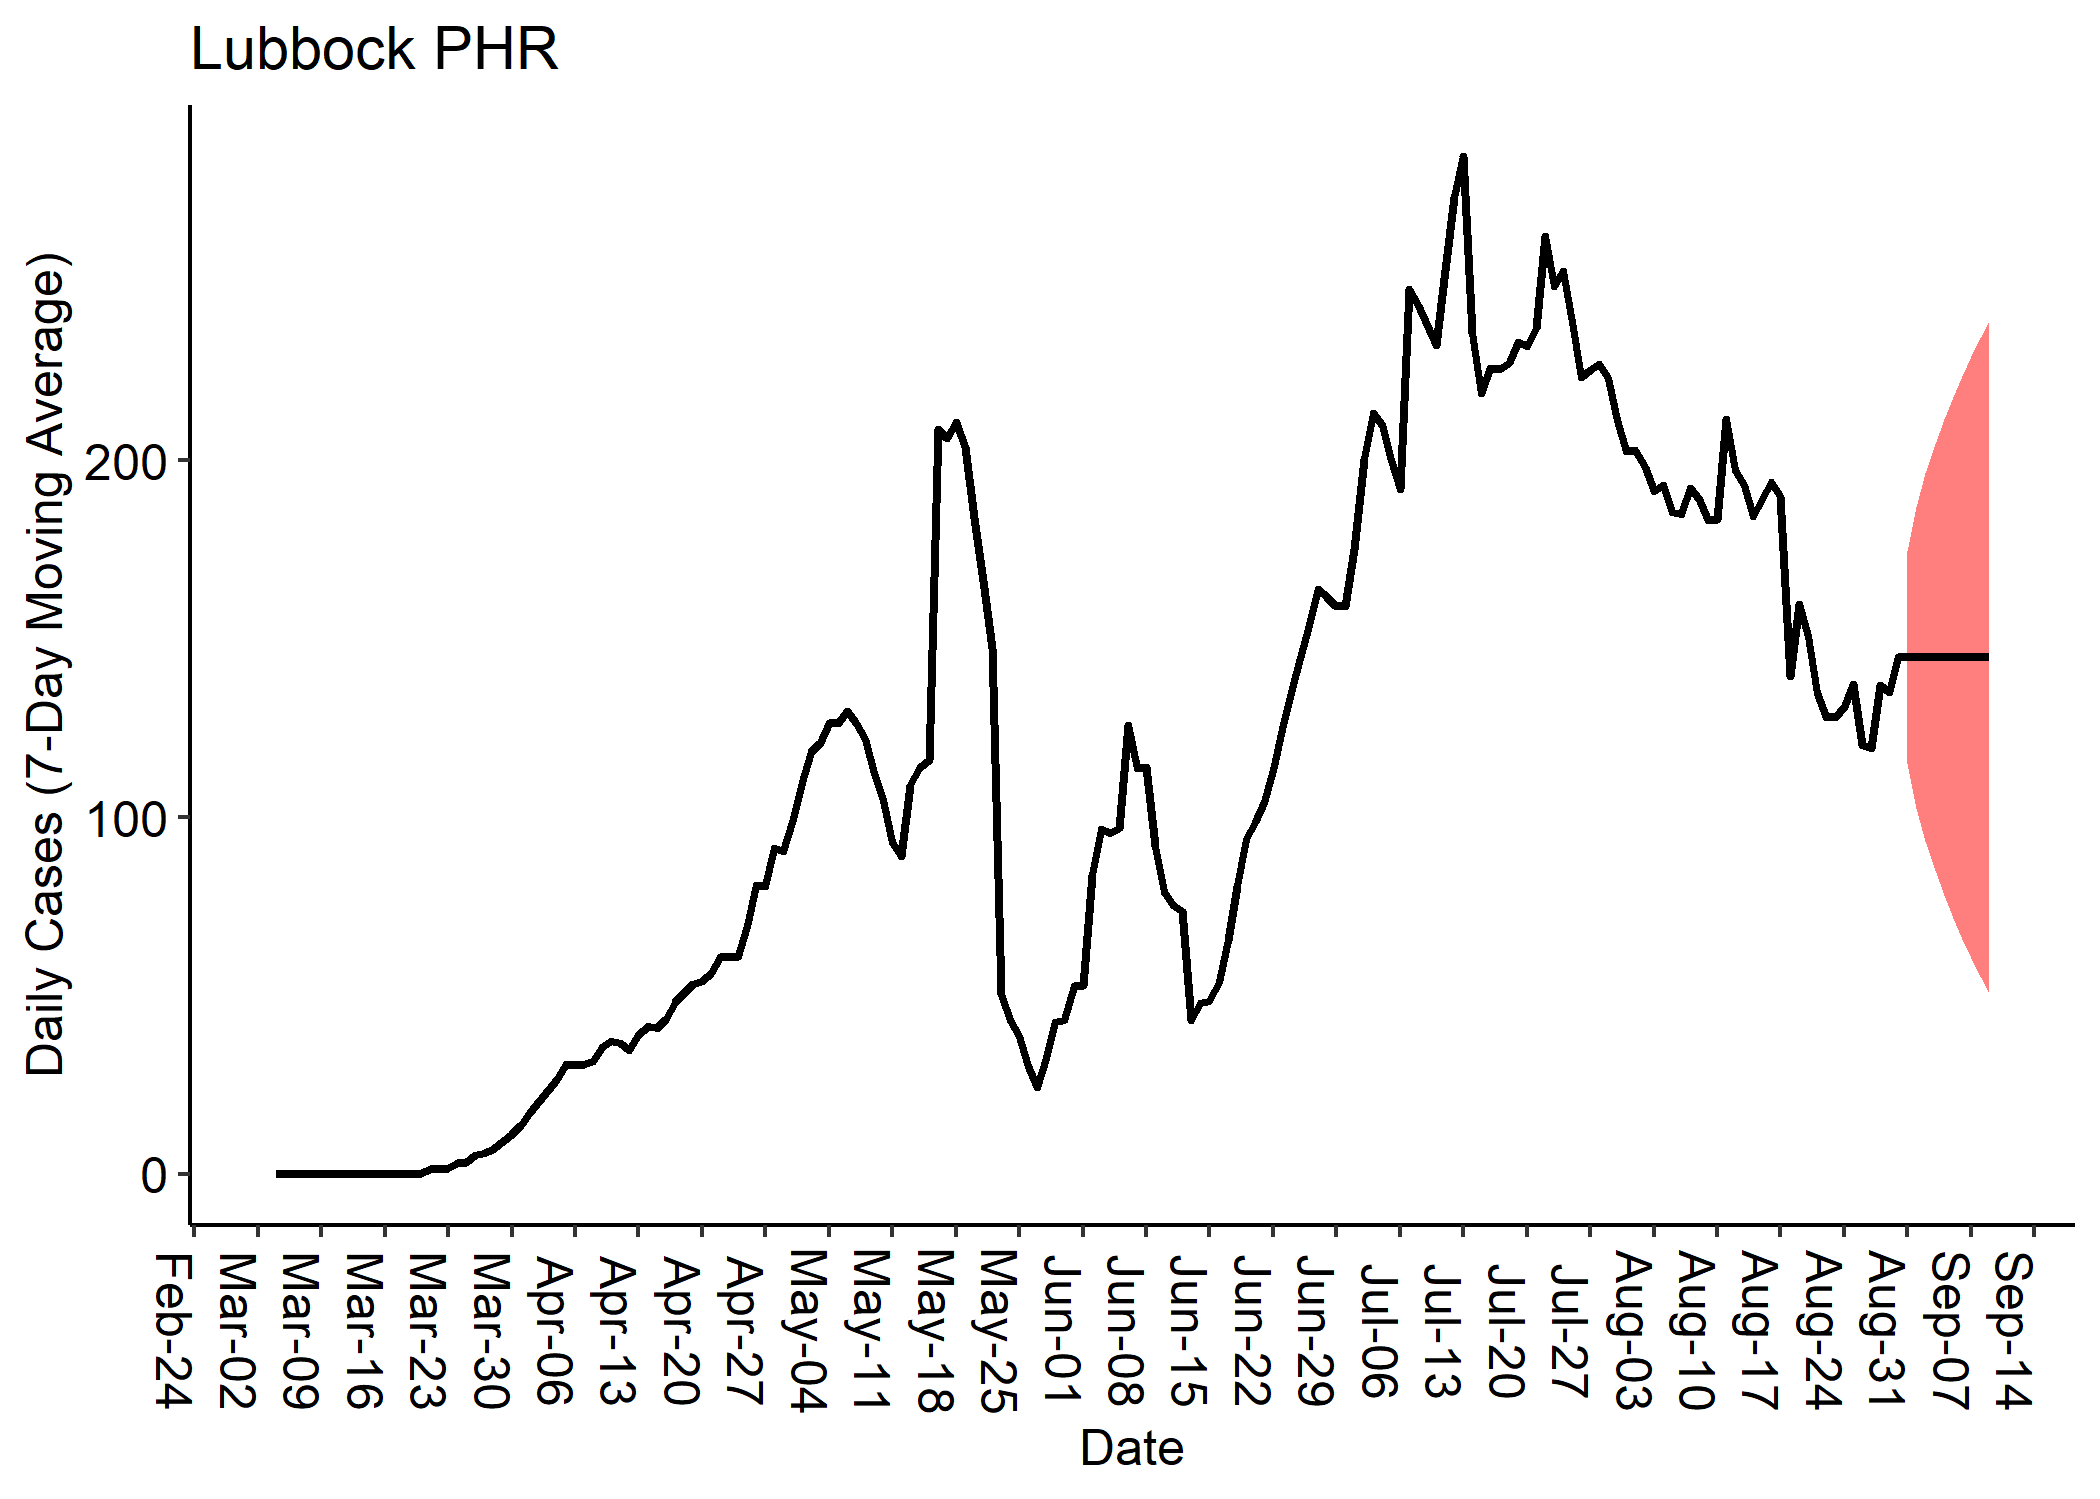 Lubbock PHR
Daily Cases (7-Day Moving Average)
200
100
0
Feb-24
Mar-02
Mar-09
Mar-16
Mar-23
Mar-30
Apr-06
Apr-13
Apr-20
Apr-27
May-04
May-11
May-18
May-25
Jun-01
Jun-08
Jun-15
Jun-22
Jun-29
Jul-06
Jul-13
Jul-20
Jul-27
Aug-03
Aug-10
Aug-17
Aug-24
Aug-31
Sep-07
Sep-14
Date